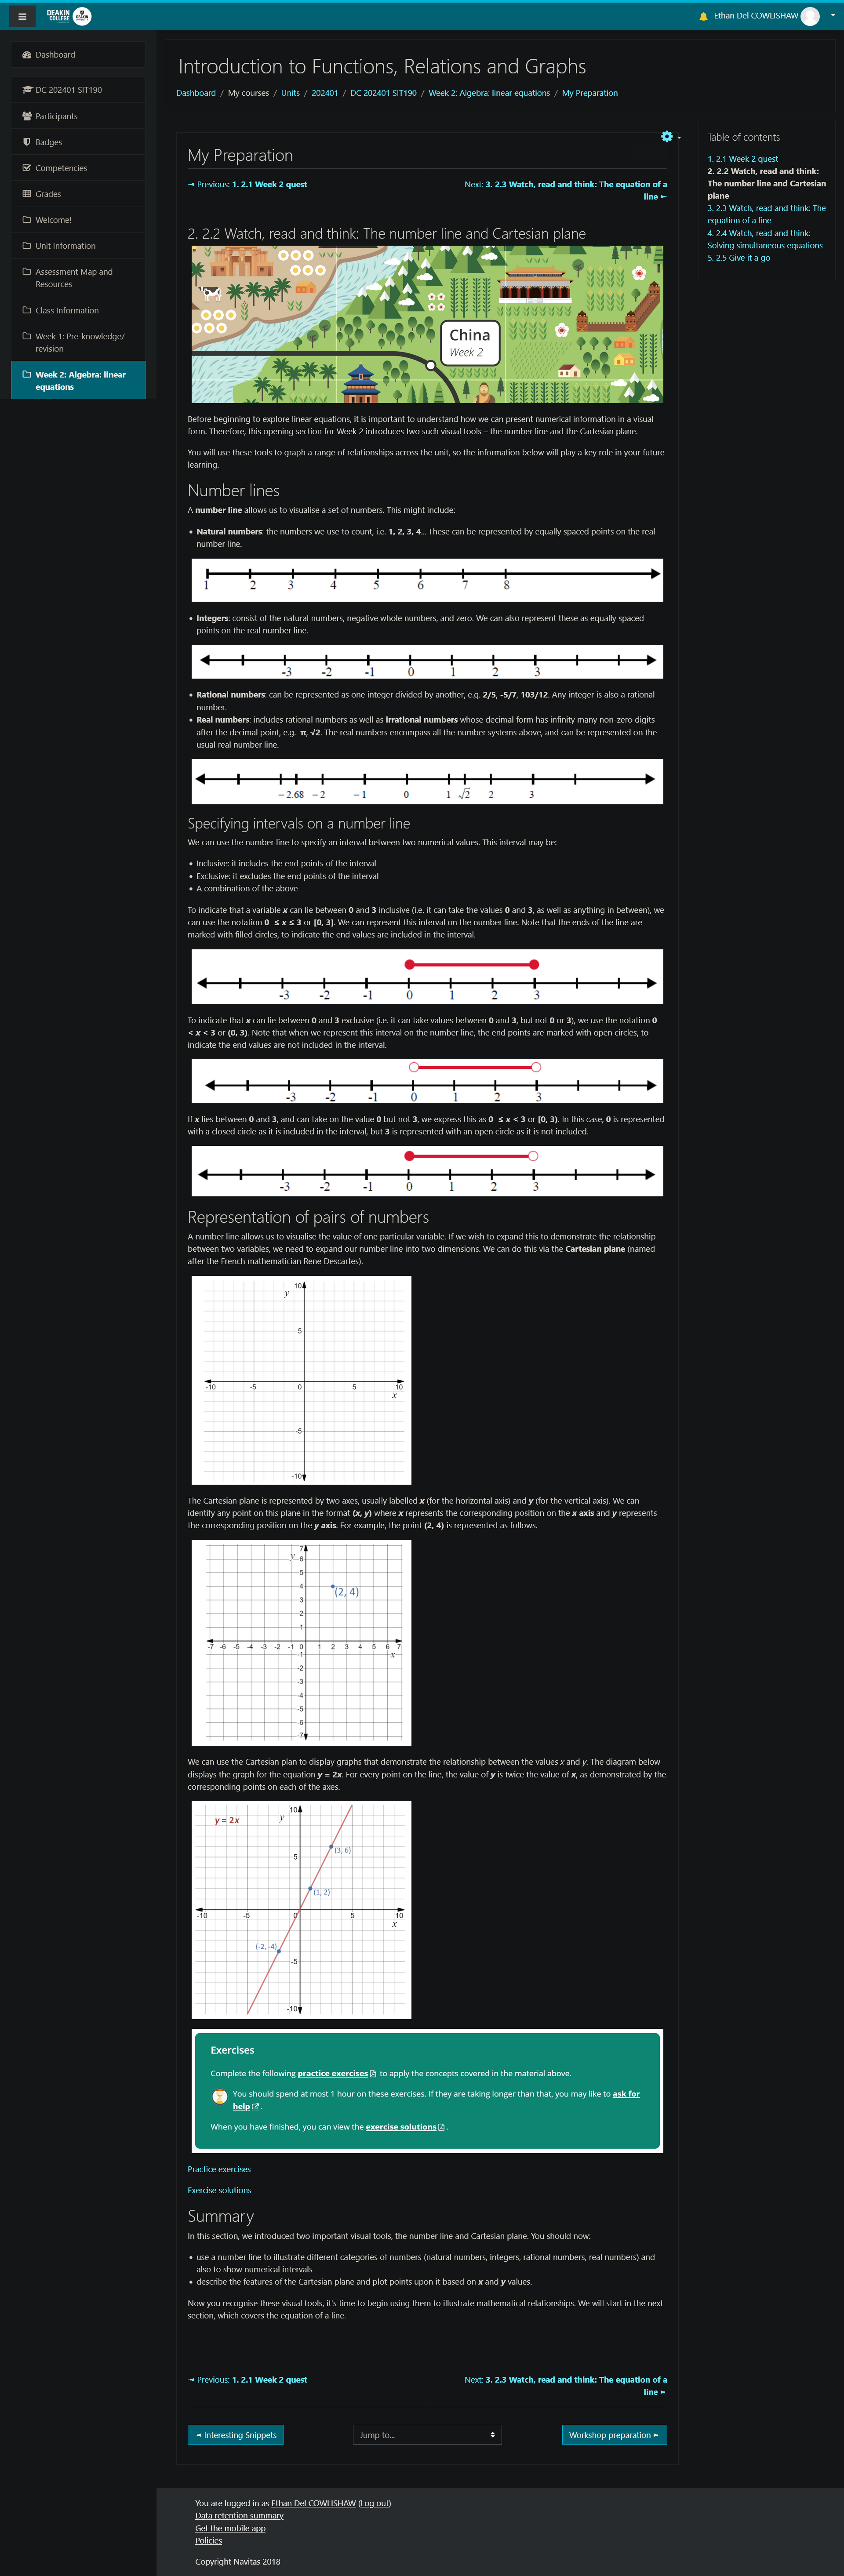 DEAKIN
COLLEGE
Ethan Del COWLISHAW
Dashboard
DC 202401 SIT190
Participants
Badges
Competencies
Grades
Welcome!
Unit Information
Assessment Map and
Resources
Class Information
Week 1: Pre-knowledge/
revision
Week 2: Algebra: linear
equations
Introduction to Functions, Relations and Graphs
Dashboard / My courses / Units / 202401 / DC 202401 SIT190 / Week 2: Algebra: linear equations / My Preparation
My Preparation
◄ Previous: 1. 2.1 Week 2 quest
Next: 3. 2.3 Watch, read and think: The equation of a
line ►
2. 2.2 Watch, read and think: The number line and Cartesian plane
China
Week 2
Before beginning to explore linear equations, it is important to understand how we can present numerical information in a visual
form. Therefore, this opening section for Week 2 introduces two such visual tools – the number line and the Cartesian plane.
You will use these tools to graph a range of relationships across the unit, so the information below will play a key role in your future
learning.
Number lines
A number line allows us to visualise a set of numbers. This might include:
• Natural numbers: the numbers we use to count, i.e. 1, 2, 3, 4... These can be represented by equally spaced points on the real
number line.
1 2 3 4 5 6 7 8
• Integers: consist of the natural numbers, negative whole numbers, and zero. We can also represent these as equally spaced
points on the real number line.
-3 -2 -1 0 1 2 3
• Rational numbers: can be represented as one integer divided by another, e.g. 2/5, -5/7, 103/12. Any integer is also a rational
number.
• Real numbers: includes rational numbers as well as irrational numbers whose decimal form has infinity many non-zero digits
after the decimal point, e.g. π, √2. The real numbers encompass all the number systems above, and can be represented on the
usual real number line.
−2.68 −2 −1 0 1 √2 2 3
Specifying intervals on a number line
We can use the number line to specify an interval between two numerical values. This interval may be:
• Inclusive: it includes the end points of the interval
• Exclusive: it excludes the end points of the interval
• A combination of the above
To indicate that a variable x can lie between 0 and 3 inclusive (i.e. it can take the values 0 and 3, as well as anything in between), we
can use the notation 0 ≤ x ≤ 3 or [0, 3]. We can represent this interval on the number line. Note that the ends of the line are
marked with filled circles, to indicate the end values are included in the interval.
-3 -2 -1 0 1 2 3
To indicate that x can lie between 0 and 3 exclusive (i.e. it can take values between 0 and 3, but not 0 or 3), we use the notation 0
< x < 3 or (0, 3). Note that when we represent this interval on the number line, the end points are marked with open circles, to
indicate the end values are not included in the interval.
-3 -2 -1 0 1 2 3
If x lies between 0 and 3, and can take on the value 0 but not 3, we express this as 0 ≤ x < 3 or [0, 3). In this case, 0 is represented
with a closed circle as it is included in the interval, but 3 is represented with an open circle as it is not included.
-3 -2 -1 0 1 2 3
Representation of pairs of numbers
A number line allows us to visualise the value of one particular variable. If we wish to expand this to demonstrate the relationship
between two variables, we need to expand our number line into two dimensions. We can do this via the Cartesian plane (named
after the French mathematician Rene Descartes).
10
y
5
-10 -5 0 5 10
x
-5
-10
The Cartesian plane is represented by two axes, usually labelled x (for the horizontal axis) and y (for the vertical axis). We can
identify any point on this plane in the format (x, y) where x represents the corresponding position on the x axis and y represents
the corresponding position on the y axis. For example, the point (2, 4) is represented as follows.
7
y 6
5
4
(2, 4)
3
2
1
-7 -6 -5 -4 -3 -2 -1 0 1 2 3 4 5 6 7
-1
x
-2
-3
-4
-5
-6
-7
We can use the Cartesian plan to display graphs that demonstrate the relationship between the values x and y. The diagram below
displays the graph for the equation y = 2x. For every point on the line, the value of y is twice the value of x, as demonstrated by the
corresponding points on each of the axes.
10
y = 2x y
(3, 6)
5
(1, 2)
-10 -5 0 5 10
x
(-2, -4)
-5
-10
Exercises
Complete the following practice exercises to apply the concepts covered in the material above.
You should spend at most 1 hour on these exercises. If they are taking longer than that, you may like to ask for
help .
When you have finished, you can view the exercise solutions .
Practice exercises
Exercise solutions
Summary
In this section, we introduced two important visual tools, the number line and Cartesian plane. You should now:
• use a number line to illustrate different categories of numbers (natural numbers, integers, rational numbers, real numbers) and
also to show numerical intervals
• describe the features of the Cartesian plane and plot points upon it based on x and y values.
Now you recognise these visual tools, it's time to begin using them to illustrate mathematical relationships. We will start in the next
section, which covers the equation of a line.
◄ Previous: 1. 2.1 Week 2 quest
Next: 3. 2.3 Watch, read and think: The equation of a
line ►
◄ Interesting Snippets
Jump to...
Workshop preparation ►
Table of contents
1. 2.1 Week 2 quest
2. 2.2 Watch, read and think:
The number line and Cartesian
plane
3. 2.3 Watch, read and think: The
equation of a line
4. 2.4 Watch, read and think:
Solving simultaneous equations
5. 2.5 Give it a go
You are logged in as Ethan Del COWLISHAW (Log out)
Data retention summary
Get the mobile app
Policies
Copyright Navitas 2018